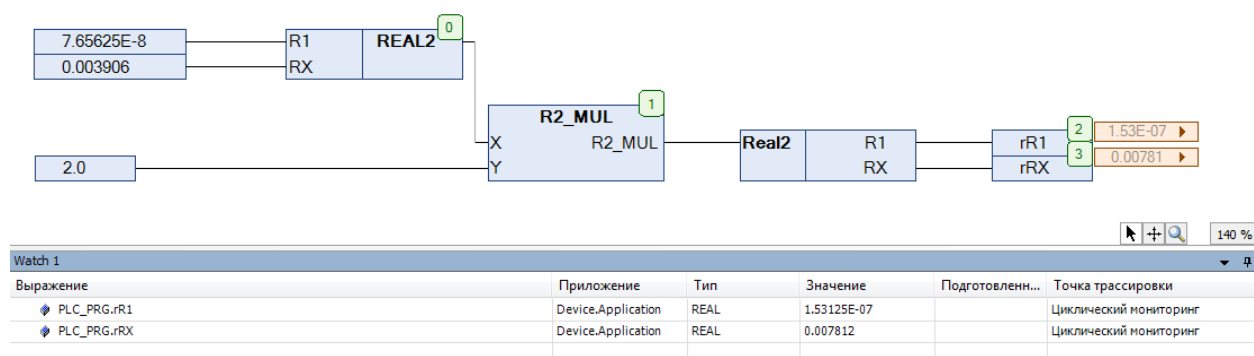 0
7.65625E-8 R1 REAL2
0.003906 RX
1
R2_MUL
X R2_MUL Real2 R1 rR1 2 1.53E-07
2.0 Y RX rRX 3 0.00781
140 %
Watch 1
Выражение Приложение Тип Значение Подготовленн... Точка трассировки
PLC_PRG.rR1 Device.Application REAL 1.53125E-07 Циклический мониторинг
PLC_PRG.rRX Device.Application REAL 0.007812 Циклический мониторинг